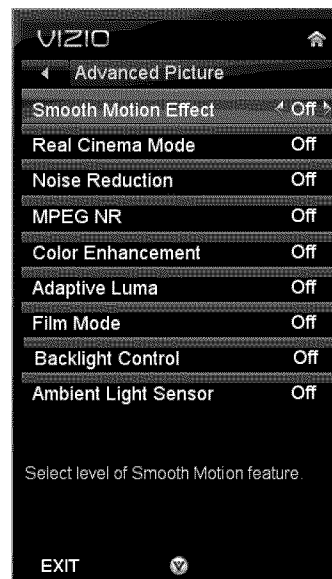 VIZIO
Advanced Picture
Smooth Motion Effect Off
Real Cinema Mode Off
Noise Reduction Off
MPEG NR Off
Color Enhancement Off
Adaptive Luma Off
Film Mode Off
Backlight Control Off
Ambient Light Sensor Off
Select level of Smooth Motion feature.
EXIT V